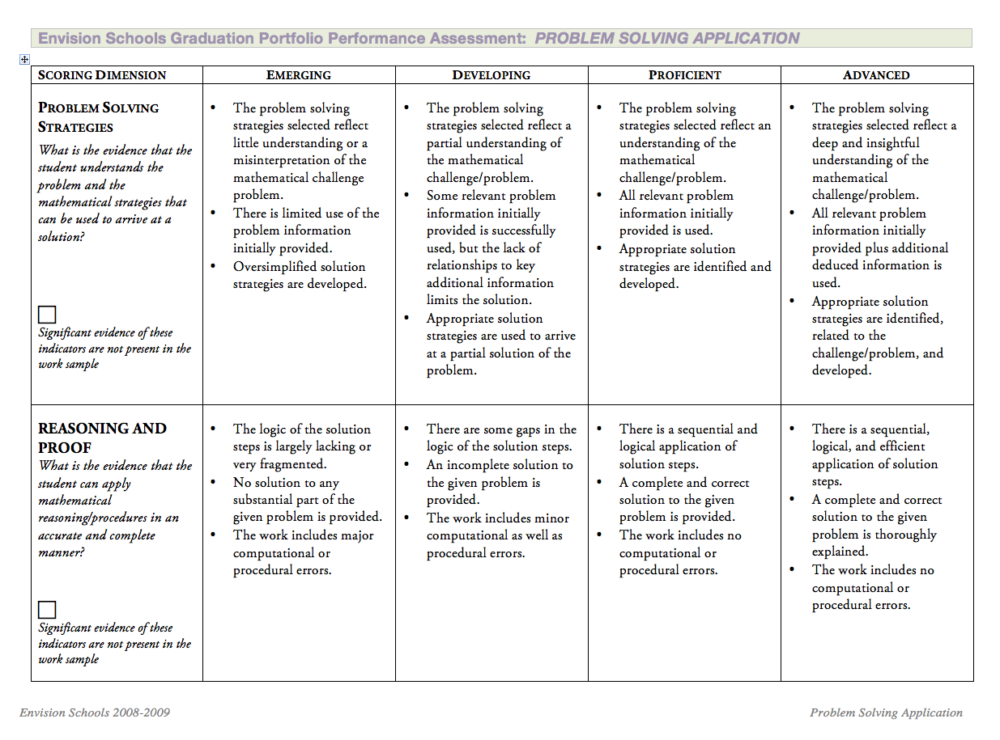 Envision Schools Graduation Portfolio Performance Assessment: PROBLEM SOLVING APPLICATION
SCORING DIMENSION
EMERGING
DEVELOPING
PROFICIENT
ADVANCED
PROBLEM SOLVING
STRATEGIES
What is the evidence that the
student understands the
problem and the
mathematical strategies that
can be used to arrive at a
solution?
Significant evidence of these
indicators are not present in the
work sample
• The problem solving
strategies selected reflect
little understanding or a
misinterpretation of the
mathematical challenge
problem.
• There is limited use of the
problem information
initially provided.
• Oversimplified solution
strategies are developed.
• The problem solving
strategies selected reflect a
partial understanding of
the mathematical
challenge/problem.
• Some relevant problem
information initially
provided is successfully
used, but the lack of
relationships to key
additional information
limits the solution.
• Appropriate solution
strategies are used to arrive
at a partial solution of the
problem.
• The problem solving
strategies selected reflect an
understanding of the
mathematical
challenge/problem.
• All relevant problem
information initially
provided is used.
• Appropriate solution
strategies are identified and
developed.
• The problem solving
strategies selected reflect a
deep and insightful
understanding of the
mathematical
challenge/problem.
• All relevant problem
information initially
provided plus additional
deduced information is
used.
• Appropriate solution
strategies are identified,
related to the
challenge/problem, and
developed.
REASONING AND
PROOF
What is the evidence that the
student can apply
mathematical
reasoning/procedures in an
accurate and complete
manner?
Significant evidence of these
indicators are not present in the
work sample
• The logic of the solution
steps is largely lacking or
very fragmented.
• No solution to any
substantial part of the
given problem is provided.
• The work includes major
computational or
procedural errors.
• There are some gaps in the
logic of the solution steps.
• An incomplete solution to
the given problem is
provided.
• The work includes minor
computational as well as
procedural errors.
• There is a sequential and
logical application of
solution steps.
• A complete and correct
solution to the given
problem is provided.
• The work includes no
computational or
procedural errors.
• There is a sequential,
logical, and efficient
application of solution
steps.
• A complete and correct
solution to the given
problem is thoroughly
explained.
• The work includes no
computational or
procedural errors.
Envision Schools 2008-2009
Problem Solving Application